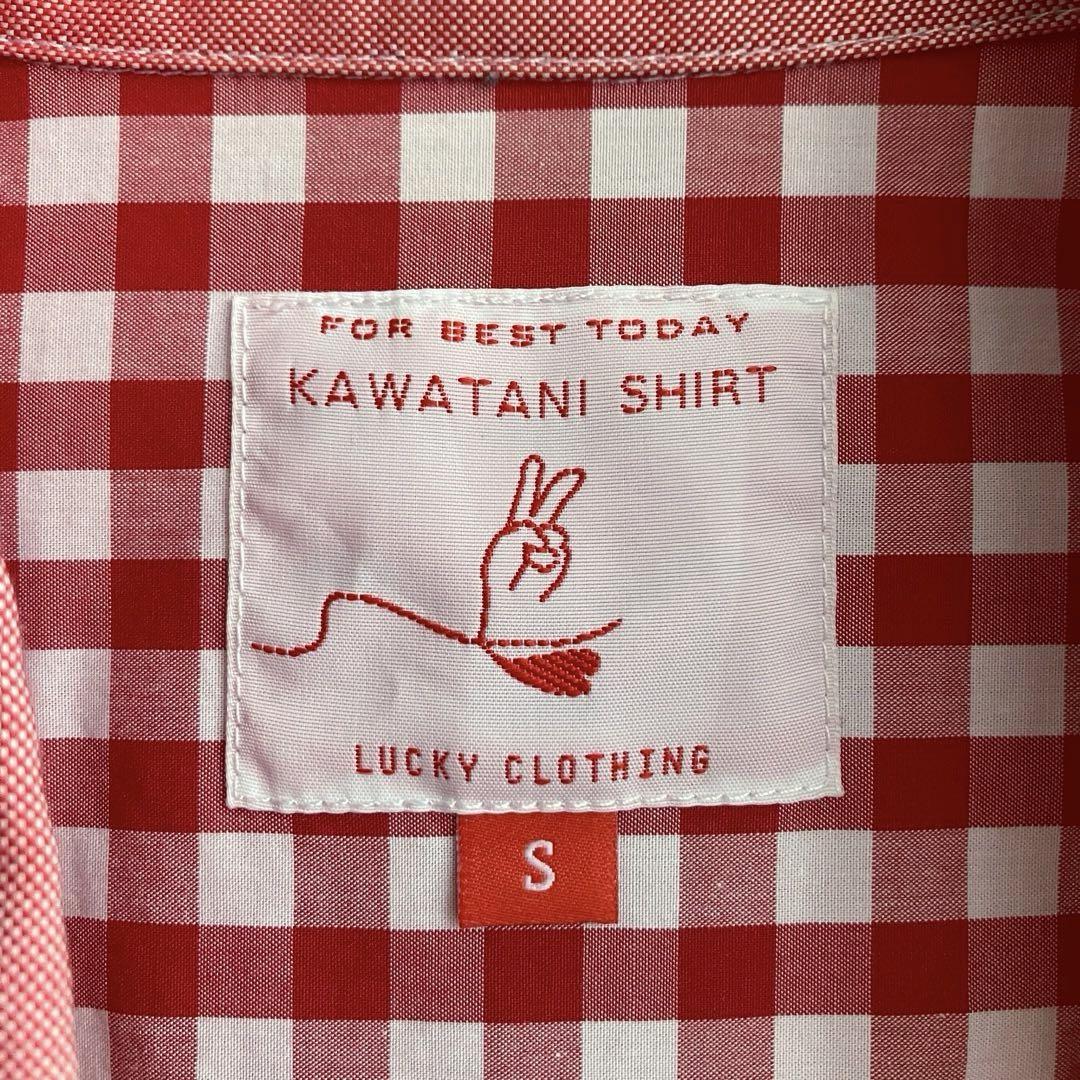 FOR BEST TODAY
KAWATANI SHIRT
LUCKY CLOTHING
S